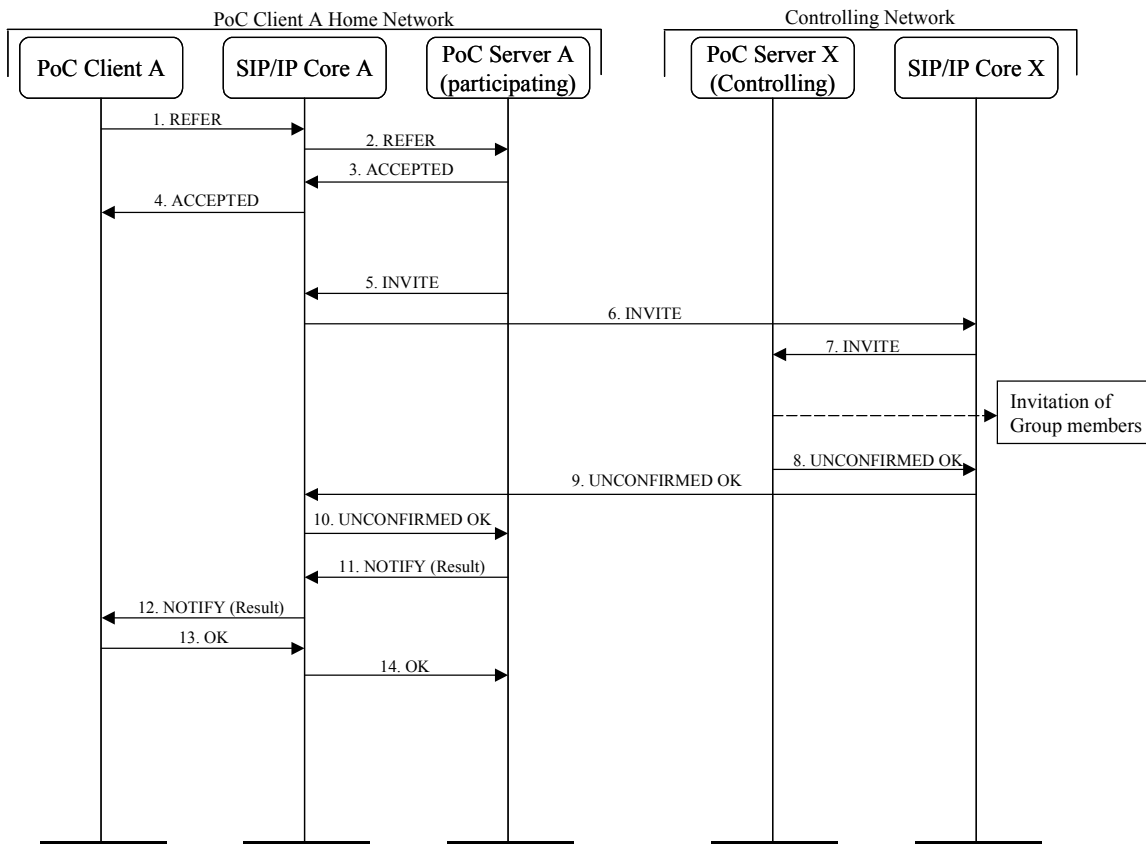 PoC Client A Home Network
Controlling Network
PoC Client A
SIP/IP Core A
PoC Server A
(participating)
PoC Server X
(Controlling)
SIP/IP Core X
1. REFER
2. REFER
3. ACCEPTED
4. ACCEPTED
5. INVITE
6. INVITE
7. INVITE
Invitation of
Group members
8. UNCONFIRMED OK
9. UNCONFIRMED OK
10. UNCONFIRMED OK
11. NOTIFY (Result)
12. NOTIFY (Result)
13. OK
14. OK